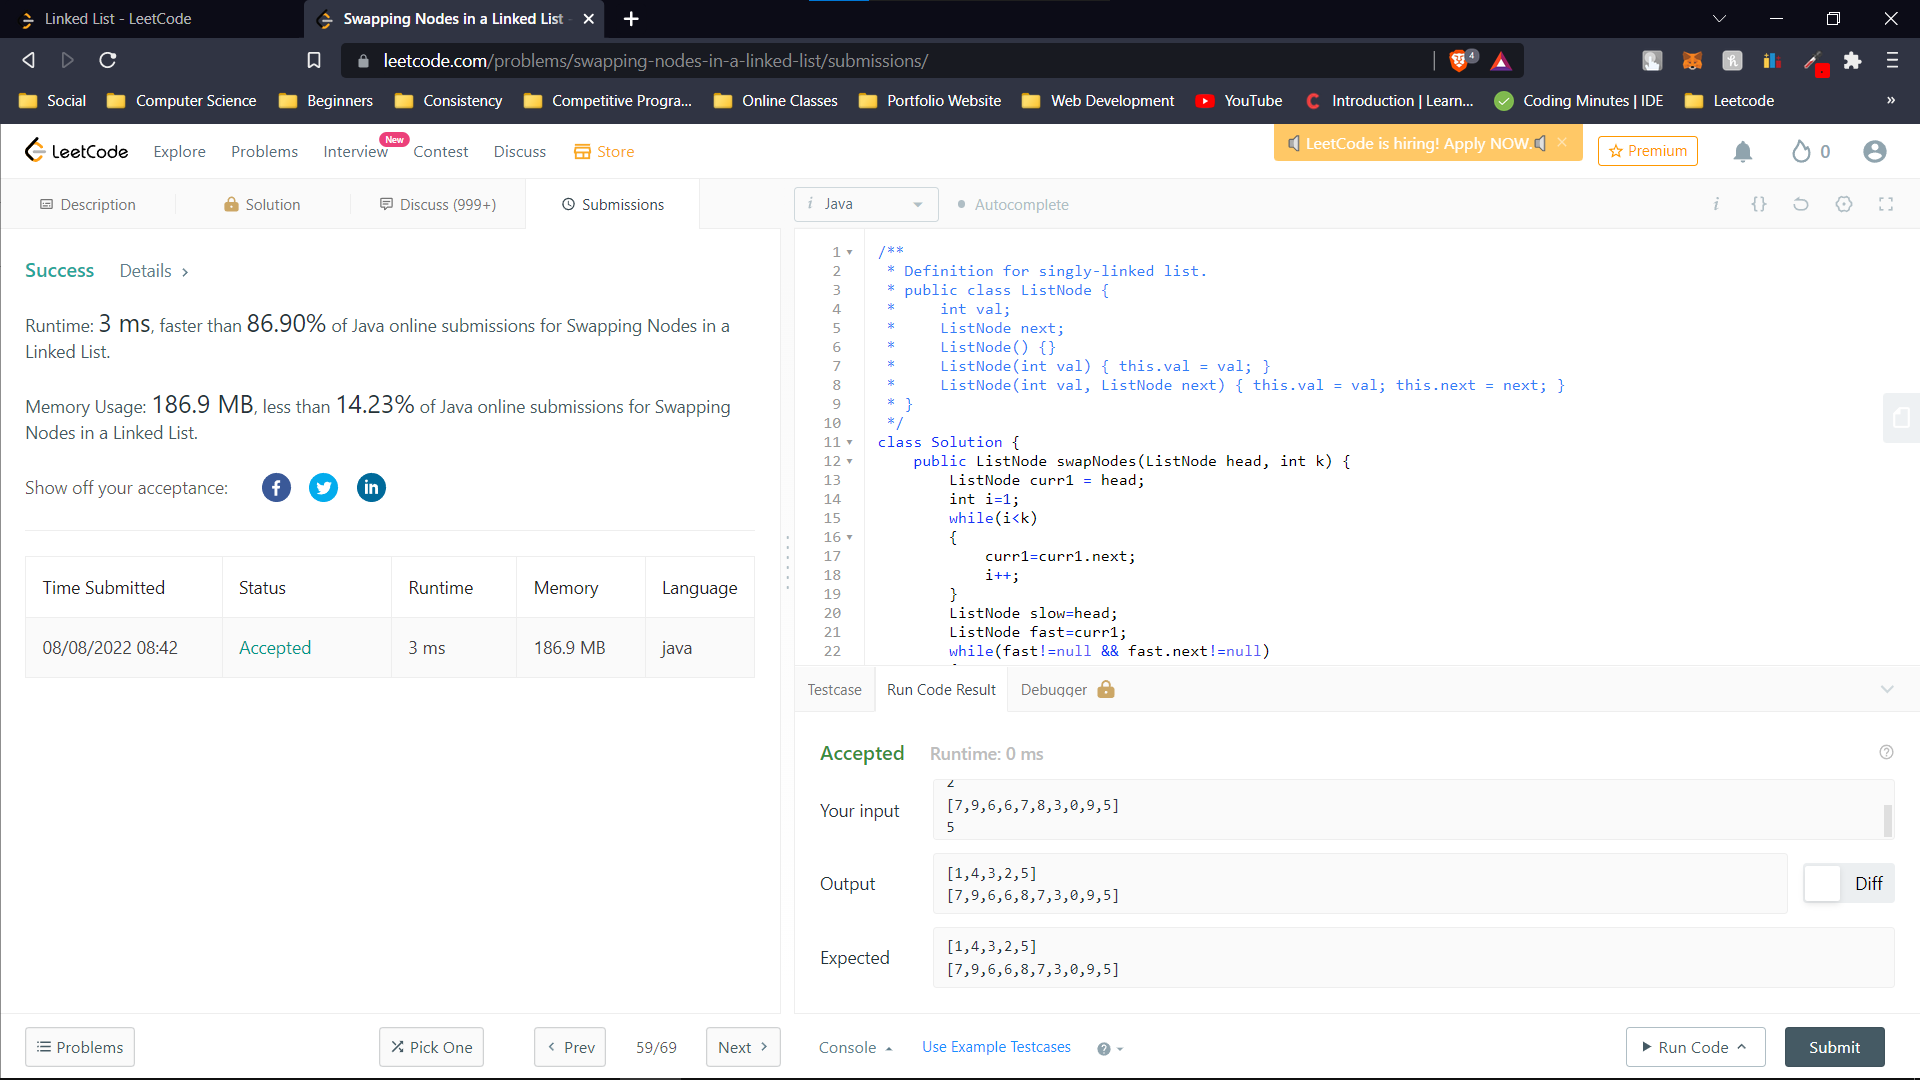 Linked List - LeetCode
Swapping Nodes in a Linked List
leetcode.com/problems/swapping-nodes-in-a-linked-list/submissions/
4
Social Computer Science Beginners Consistency Competitive Progra... Online Classes Portfolio Website Web Development YouTube Introduction | Learn... Coding Minutes | IDE Leetcode »
LeetCode Explore Problems Interview New Contest Discuss Store LeetCode is hiring! Apply NOW. Premium 0
Description Solution Discuss (999+) Submissions
i Java Autocomplete i {}
Success Details >
Runtime: 3 ms, faster than 86.90% of Java online submissions for Swapping Nodes in a
Linked List.
Memory Usage: 186.9 MB, less than 14.23% of Java online submissions for Swapping
Nodes in a Linked List.
Show off your acceptance: f in
Time Submitted Status Runtime Memory Language
08/08/2022 08:42 Accepted 3 ms 186.9 MB java
1 /**
2 * Definition for singly-linked list.
3 * public class ListNode {
4 * int val;
5 * ListNode next;
6 * ListNode() {}
7 * ListNode(int val) { this.val = val; }
8 * ListNode(int val, ListNode next) { this.val = val; this.next = next; }
9 * }
10 */
11 class Solution {
12 public ListNode swapNodes(ListNode head, int k) {
13 ListNode curr1 = head;
14 int i=1;
15 while(i<k)
16 {
17 curr1=curr1.next;
18 i++;
19 }
20 ListNode slow=head;
21 ListNode fast=curr1;
22 while(fast!=null && fast.next!=null)
Testcase Run Code Result Debugger
Accepted Runtime: 0 ms
Your input
2
[7,9,6,6,7,8,3,0,9,5]
5
Output
[1,4,3,2,5]
[7,9,6,6,8,7,3,0,9,5]
Diff
Expected
[1,4,3,2,5]
[7,9,6,6,8,7,3,0,9,5]
Problems Pick One < Prev 59/69 Next > Console Use Example Testcases Run Code Submit